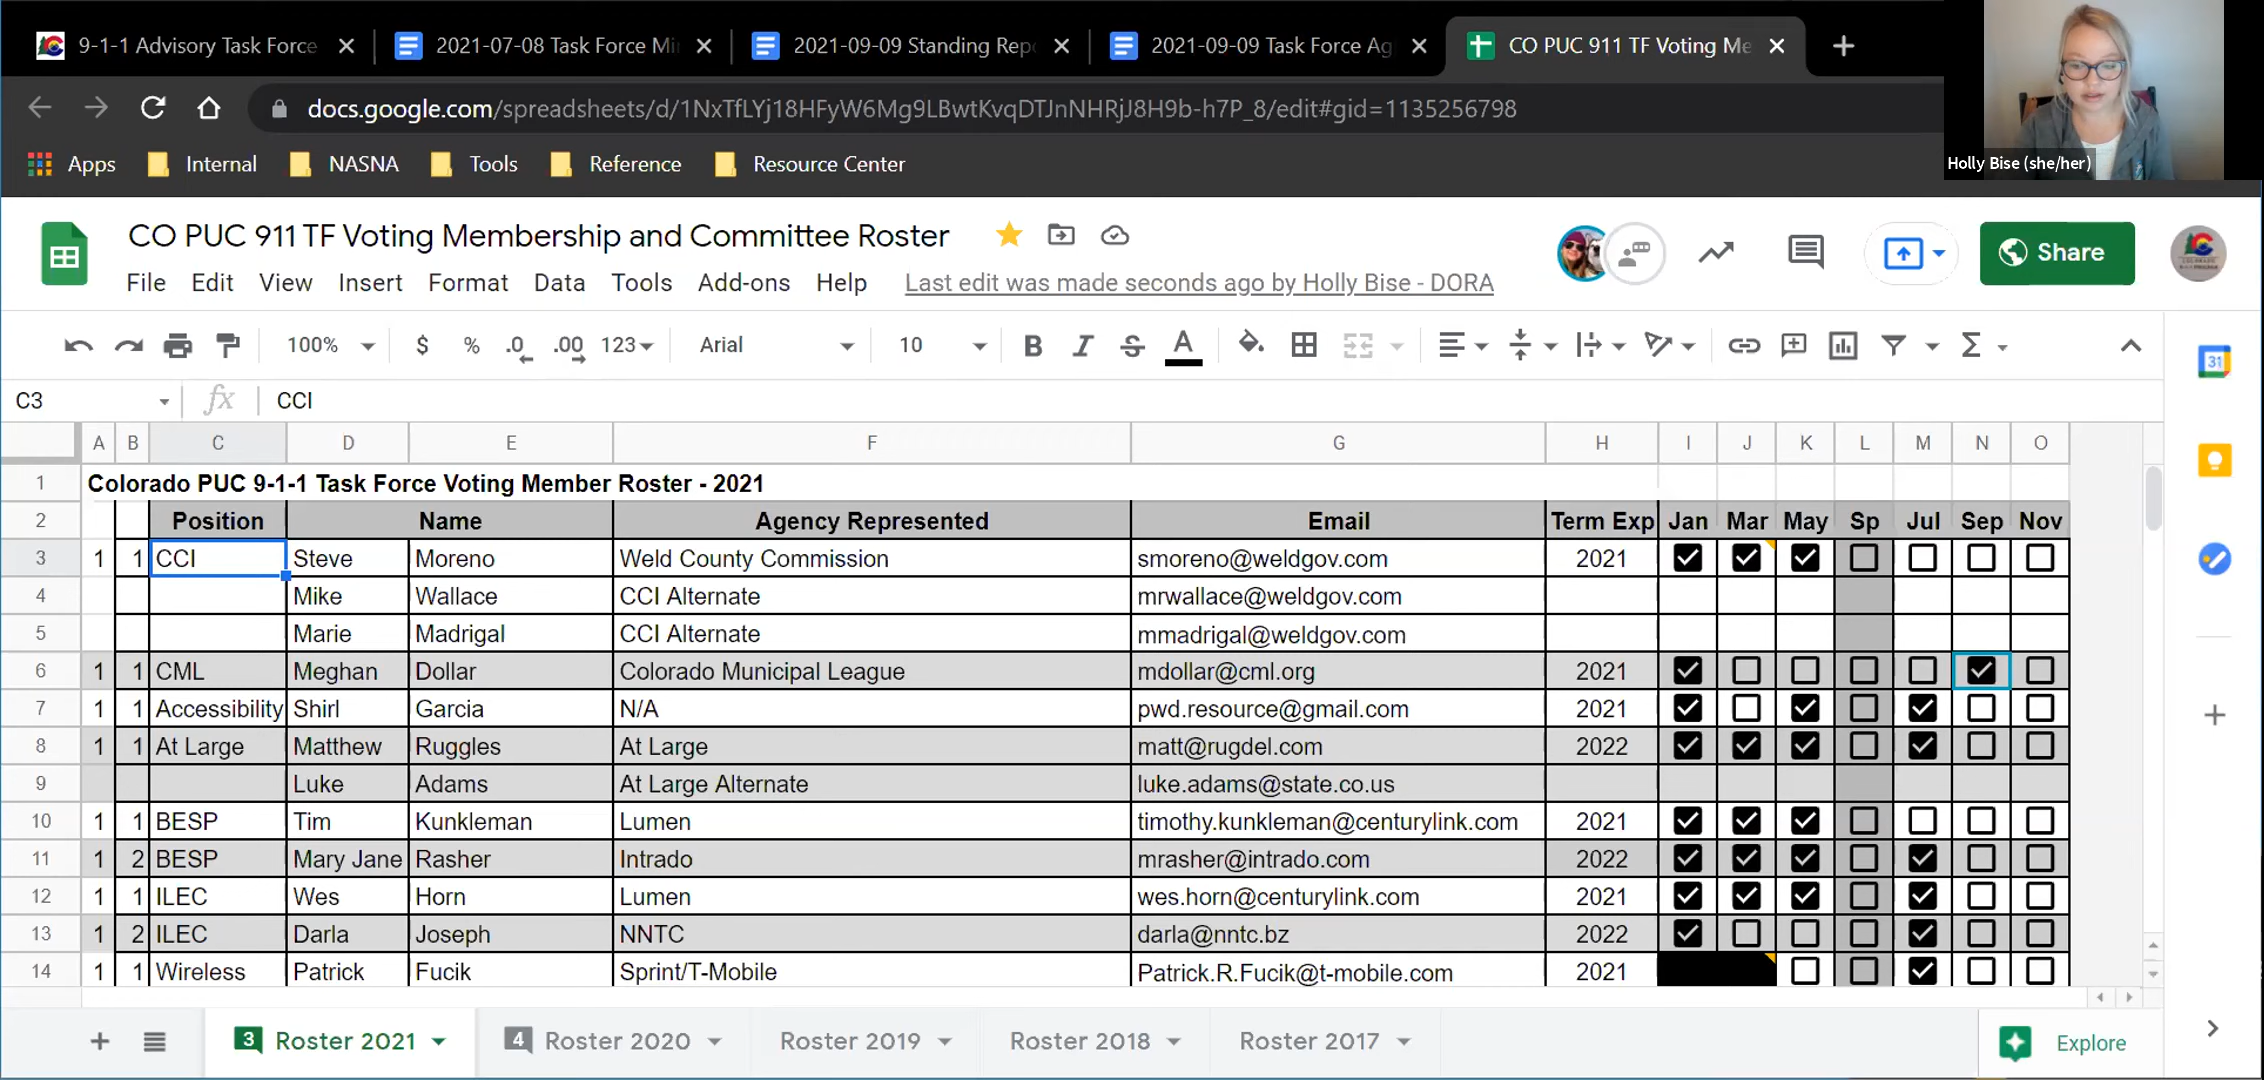 9-1-1 Advisory Task Force
2021-07-08 Task Force Mi
2021-09-09 Standing Rep
2021-09-09 Task Force Ag
CO PUC 911 TF Voting Me
docs.google.com/spreadsheets/d/1NxTfLYj18HFyW6Mg9LBwtKvqDTJnNHRjJ8H9b-h7P_8/edit#gid=1135256798
Apps Internal NASNA Tools Reference Resource Center
Holly Bise (she/her)
CO PUC 911 TF Voting Membership and Committee Roster
Share
File Edit View Insert Format Data Tools Add-ons Help Last edit was made seconds ago by Holly Bise - DORA
100% $ % .0 .00 123 Arial 10 B I S A Σ
31
C3 fx CCI
A B C D E F G H I J K L M N O
1 Colorado PUC 9-1-1 Task Force Voting Member Roster - 2021
2 Position Name Agency Represented Email Term Exp Jan Mar May Sp Jul Sep Nov
3 1 1 CCI Steve Moreno Weld County Commission smoreno@weldgov.com 2021
4 Mike Wallace CCI Alternate mrwallace@weldgov.com
5 Marie Madrigal CCI Alternate mmadrigal@weldgov.com
6 1 1 CML Meghan Dollar Colorado Municipal League mdollar@cml.org 2021
7 1 1 Accessibility Shirl Garcia N/A pwd.resource@gmail.com 2021
8 1 1 At Large Matthew Ruggles At Large matt@rugdel.com 2022
9 Luke Adams At Large Alternate luke.adams@state.co.us
10 1 1 BESP Tim Kunkleman Lumen timothy.kunkleman@centurylink.com 2021
11 1 2 BESP Mary Jane Rasher Intrado mrasher@intrado.com 2022
12 1 1 ILEC Wes Horn Lumen wes.horn@centurylink.com 2021
13 1 2 ILEC Darla Joseph NNTC darla@nntc.bz 2022
14 1 1 Wireless Patrick Fucik Sprint/T-Mobile Patrick.R.Fucik@t-mobile.com 2021
3 Roster 2021 4 Roster 2020 Roster 2019 Roster 2018 Roster 2017 Explore